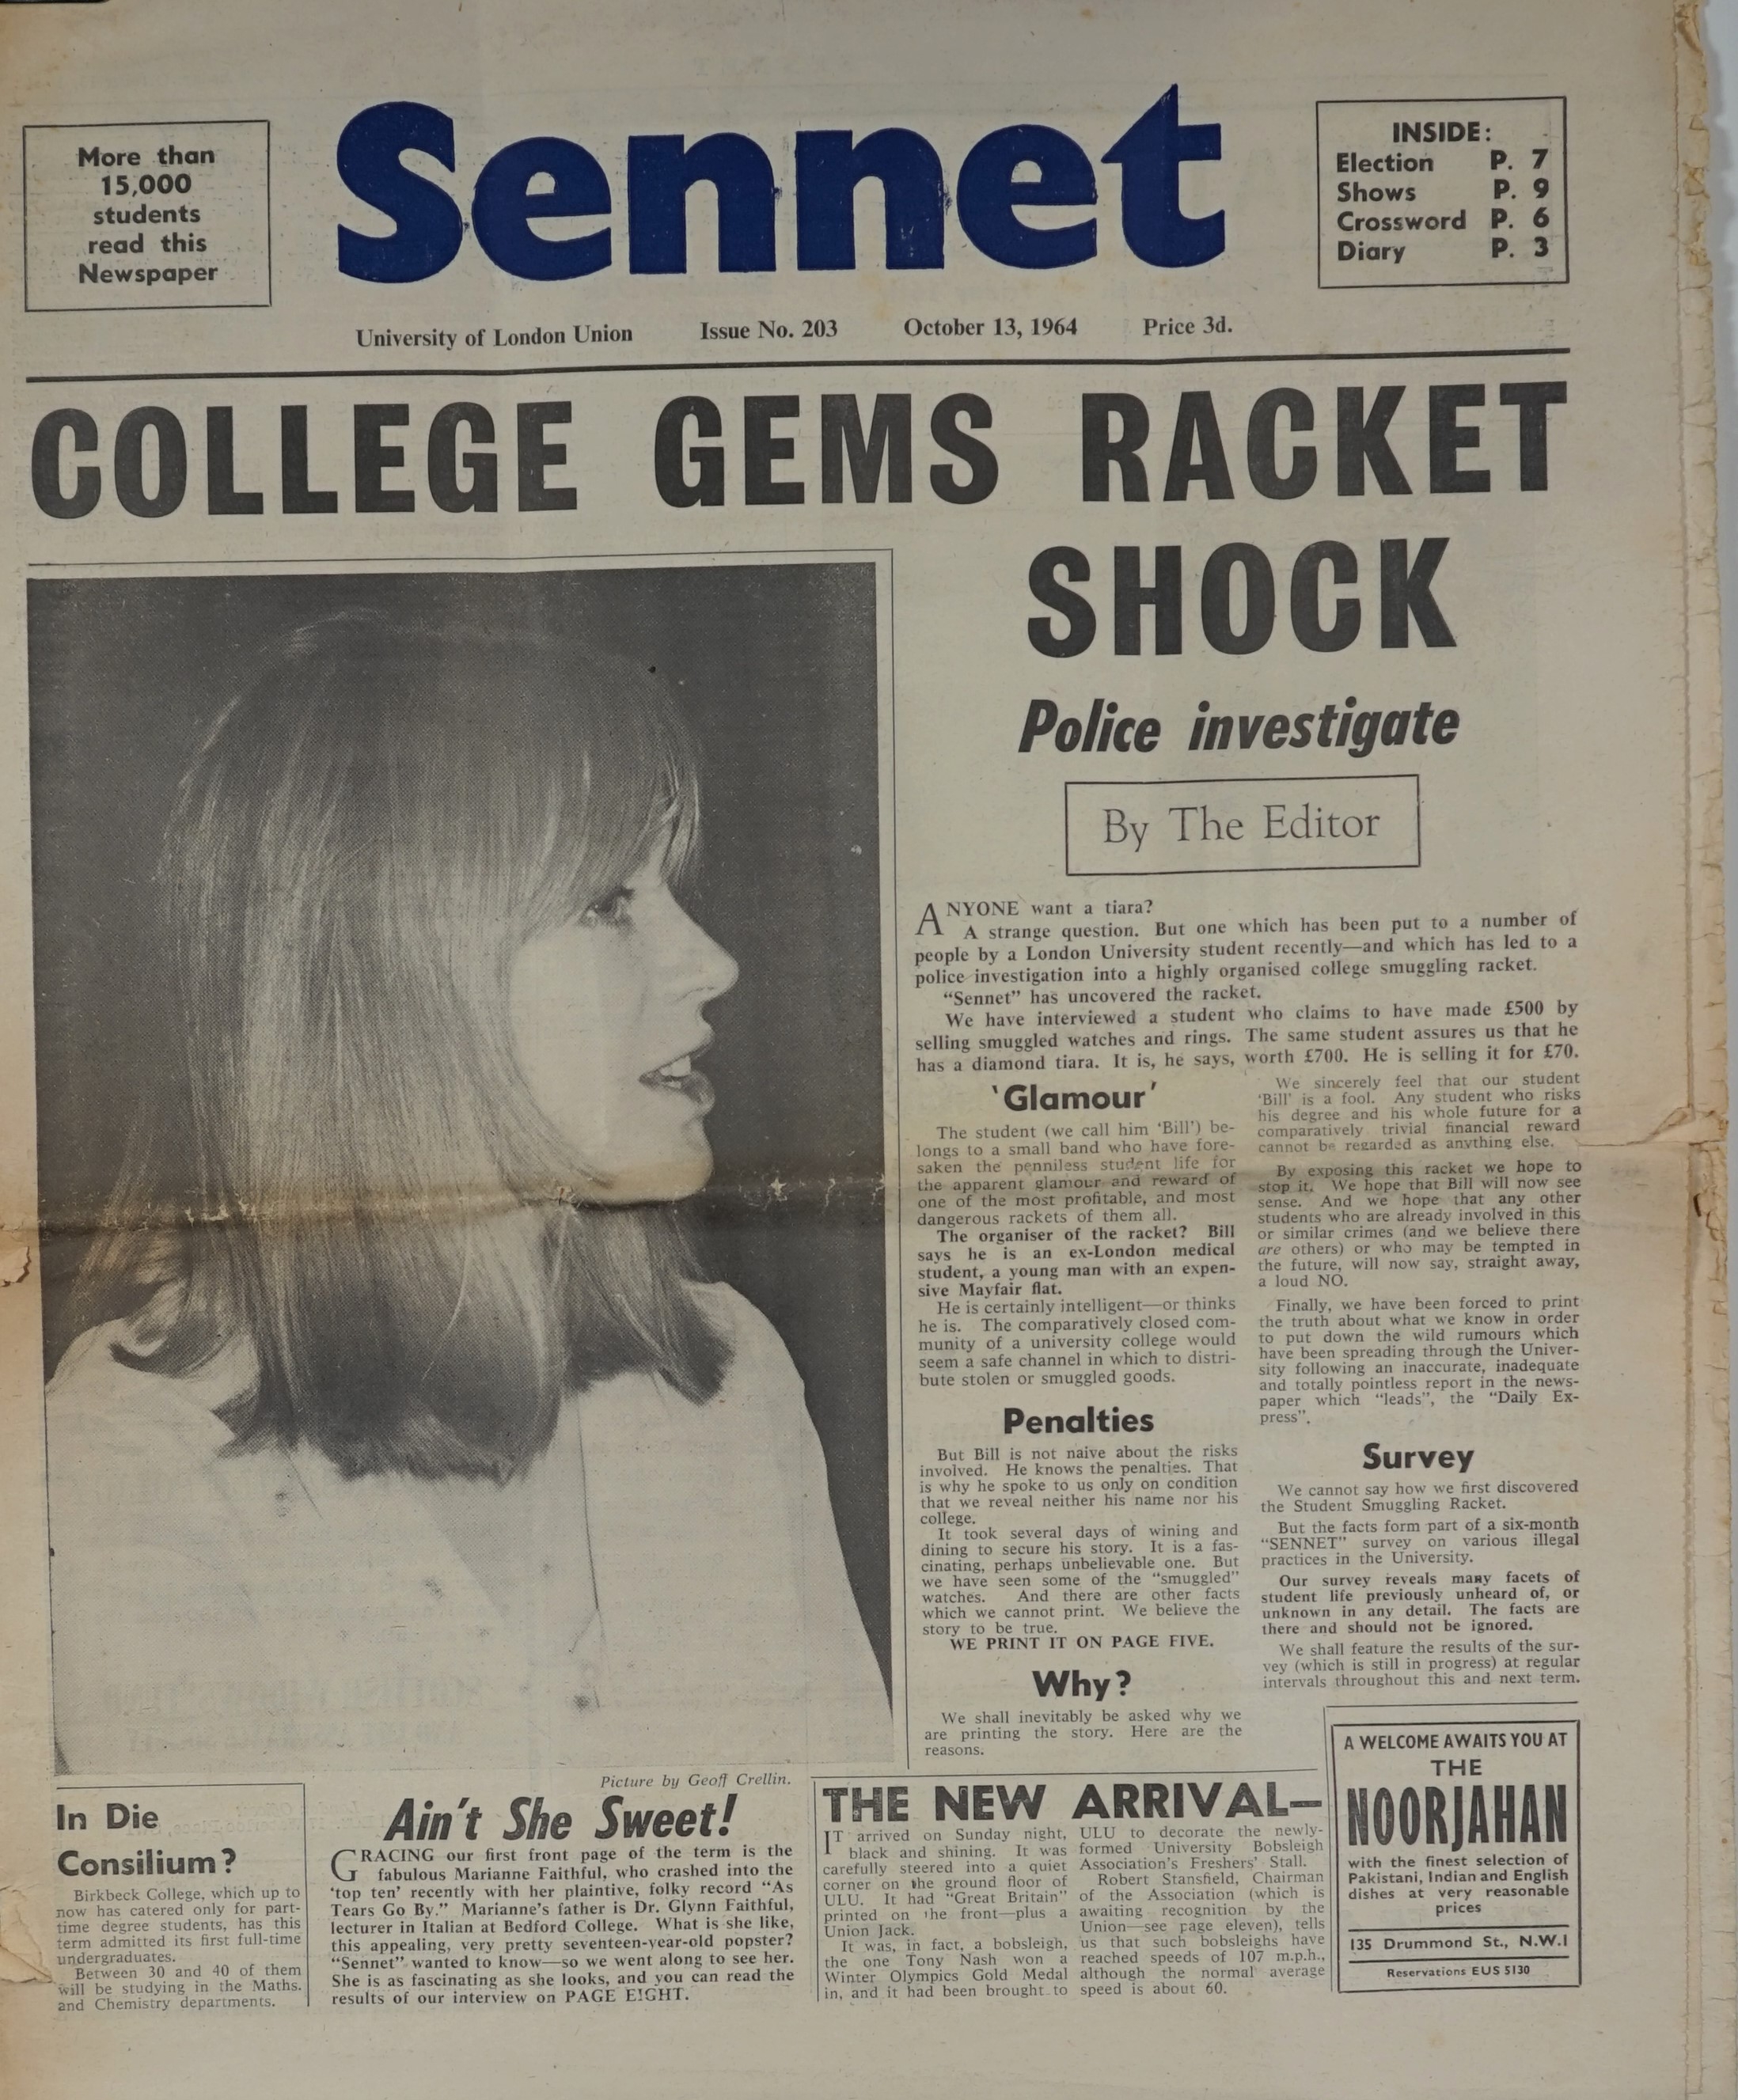 More than
15,000
students
read this
Newspaper
Sennet
INSIDE:
Election P. 7
Shows P. 9
Crossword P. 6
Diary P. 3
University of London Union Issue No. 203 October 13, 1964 Price 3d.
COLLEGE GEMS RACKET
SHOCK
Police investigate
By The Editor
ANYONE want a tiara?
A strange question. But one which has been put to a number of
people by a London University student recently—and which has led to a
police investigation into a highly organised college smuggling racket.
"Sennet" has uncovered the racket.
We have interviewed a student who claims to have made £500 by
selling smuggled watches and rings. The same student assures us that he
has a diamond tiara. It is, he says, worth £700. He is selling it for £70.
'Glamour'
The student (we call him 'Bill') be-
longs to a small band who have fore-
saken the penniless student life for
the apparent glamour and reward of
one of the most profitable, and most
dangerous rackets of them all.
The organiser of the racket? Bill
says he is an ex-London medical
student, a young man with an expen-
sive Mayfair flat.
He is certainly intelligent—or thinks
he is. The comparatively closed com-
munity of a university college would
seem a safe channel in which to distri-
bute stolen or smuggled goods.
Penalties
But Bill is not naive about the risks
involved. He knows the penalties. That
is why he spoke to us only on condition
that we reveal neither his name nor his
college.
It took several days of wining and
dining to secure his story. It is a fas-
cinating, perhaps unbelievable one. But
we have seen some of the "smuggled"
watches. And there are other facts
which we cannot print. We believe the
story to be true.
WE PRINT IT ON PAGE FIVE.
Why?
We shall inevitably be asked why we
are printing the story. Here are the
reasons.
We sincerely feel that our student
'Bill' is a fool. Any student who risks
his degree and his whole future for a
comparatively trivial financial reward
cannot be regarded as anything else.
By exposing this racket we hope to
stop it. We hope that Bill will now see
sense. And we hope that any other
students who are already involved in this
or similar crimes (and we believe there
are others) or who may be tempted in
the future, will now say, straight away,
a loud NO.
Finally, we have been forced to print
the truth about what we know in order
to put down the wild rumours which
have been spreading through the Univer-
sity following an inaccurate, inadequate
and totally pointless report in the news-
paper which "leads", the "Daily Ex-
press".
Survey
We cannot say how we first discovered
the Student Smuggling Racket.
But the facts form part of a six-month
"SENNET" survey on various illegal
practices in the University.
Our survey reveals many facets of
student life previously unheard of, or
unknown in any detail. The facts are
there and should not be ignored.
We shall feature the results of the sur-
vey (which is still in progress) at regular
intervals throughout this and next term.
Picture by Geoff Crellin.
In Die
Consilium?
Birkbeck College, which up to
now has catered only for part-
time degree students, has this
term admitted its first full-time
undergraduates.
Between 30 and 40 of them
will be studying in the Maths.
and Chemistry departments.
Ain't She Sweet!
GRACING our first front page of the term is the
fabulous Marianne Faithful, who crashed into the
'top ten' recently with her plaintive, folky record "As
Tears Go By." Marianne's father is Dr. Glynn Faithful,
lecturer in Italian at Bedford College. What is she like,
this appealing, very pretty seventeen-year-old popster?
"Sennet" wanted to know—so we went along to see her.
She is as fascinating as she looks, and you can read the
results of our interview on PAGE EIGHT.
THE NEW ARRIVAL—
IT arrived on Sunday night,
black and shining. It was
carefully steered into a quiet
corner on the ground floor of
ULU. It had "Great Britain"
printed on the front—plus a
Union Jack.
It was, in fact, a bobsleigh,
the one Tony Nash won a
Winter Olympics Gold Medal
in, and it had been brought to
ULU to decorate the newly-
formed University Bobsleigh
Association's Freshers' Stall.
Robert Stansfield, Chairman
of the Association (which is
awaiting recognition by the
Union—see page eleven), tells
us that such bobsleighs have
reached speeds of 107 m.p.h.,
although the normal average
speed is about 60.
A WELCOME AWAITS YOU AT
THE
NOORJAHAN
with the finest selection of
Pakistani, Indian and English
dishes at very reasonable
prices
135 Drummond St., N.W.1
Reservations EUS 5130